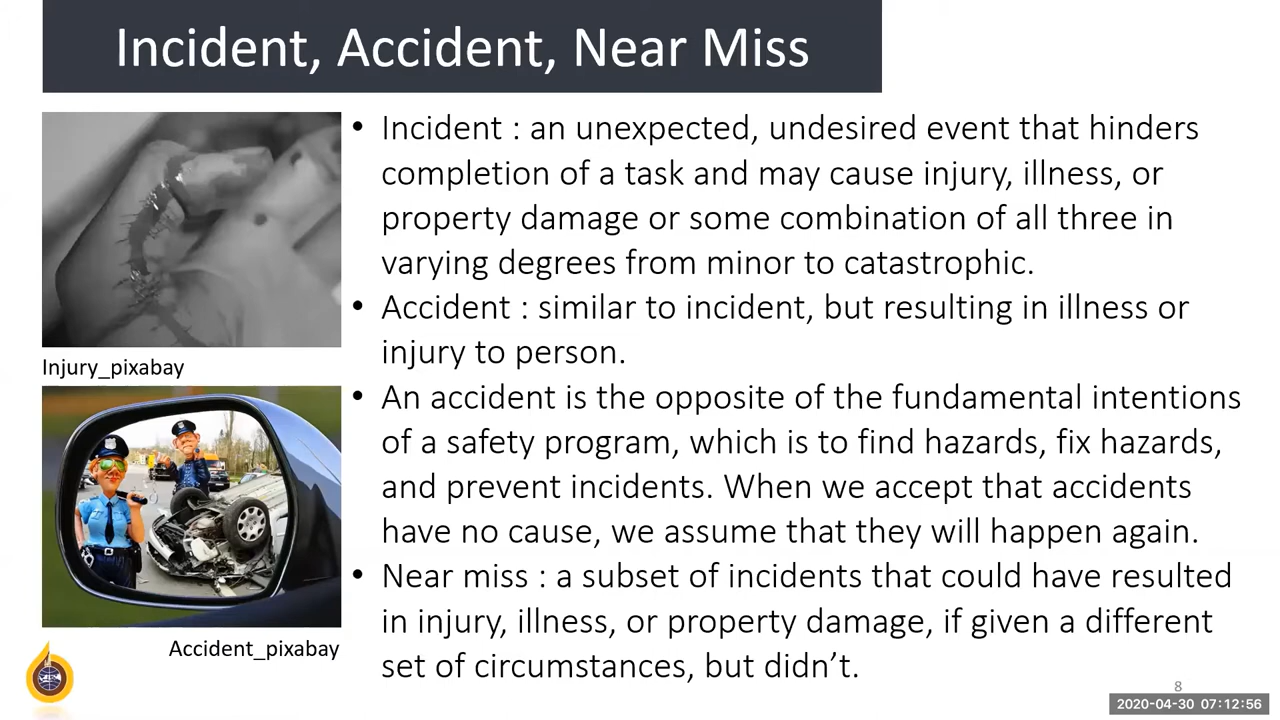 Incident, Accident, Near Miss
• Incident : an unexpected, undesired event that hinders
completion of a task and may cause injury, illness, or
property damage or some combination of all three in
varying degrees from minor to catastrophic.
• Accident : similar to incident, but resulting in illness or
injury to person.
• An accident is the opposite of the fundamental intentions
of a safety program, which is to find hazards, fix hazards,
and prevent incidents. When we accept that accidents
have no cause, we assume that they will happen again.
• Near miss : a subset of incidents that could have resulted
in injury, illness, or property damage, if given a different
set of circumstances, but didn’t.
Injury_pixabay
Accident_pixabay
8
2020-04-30 07:12:56